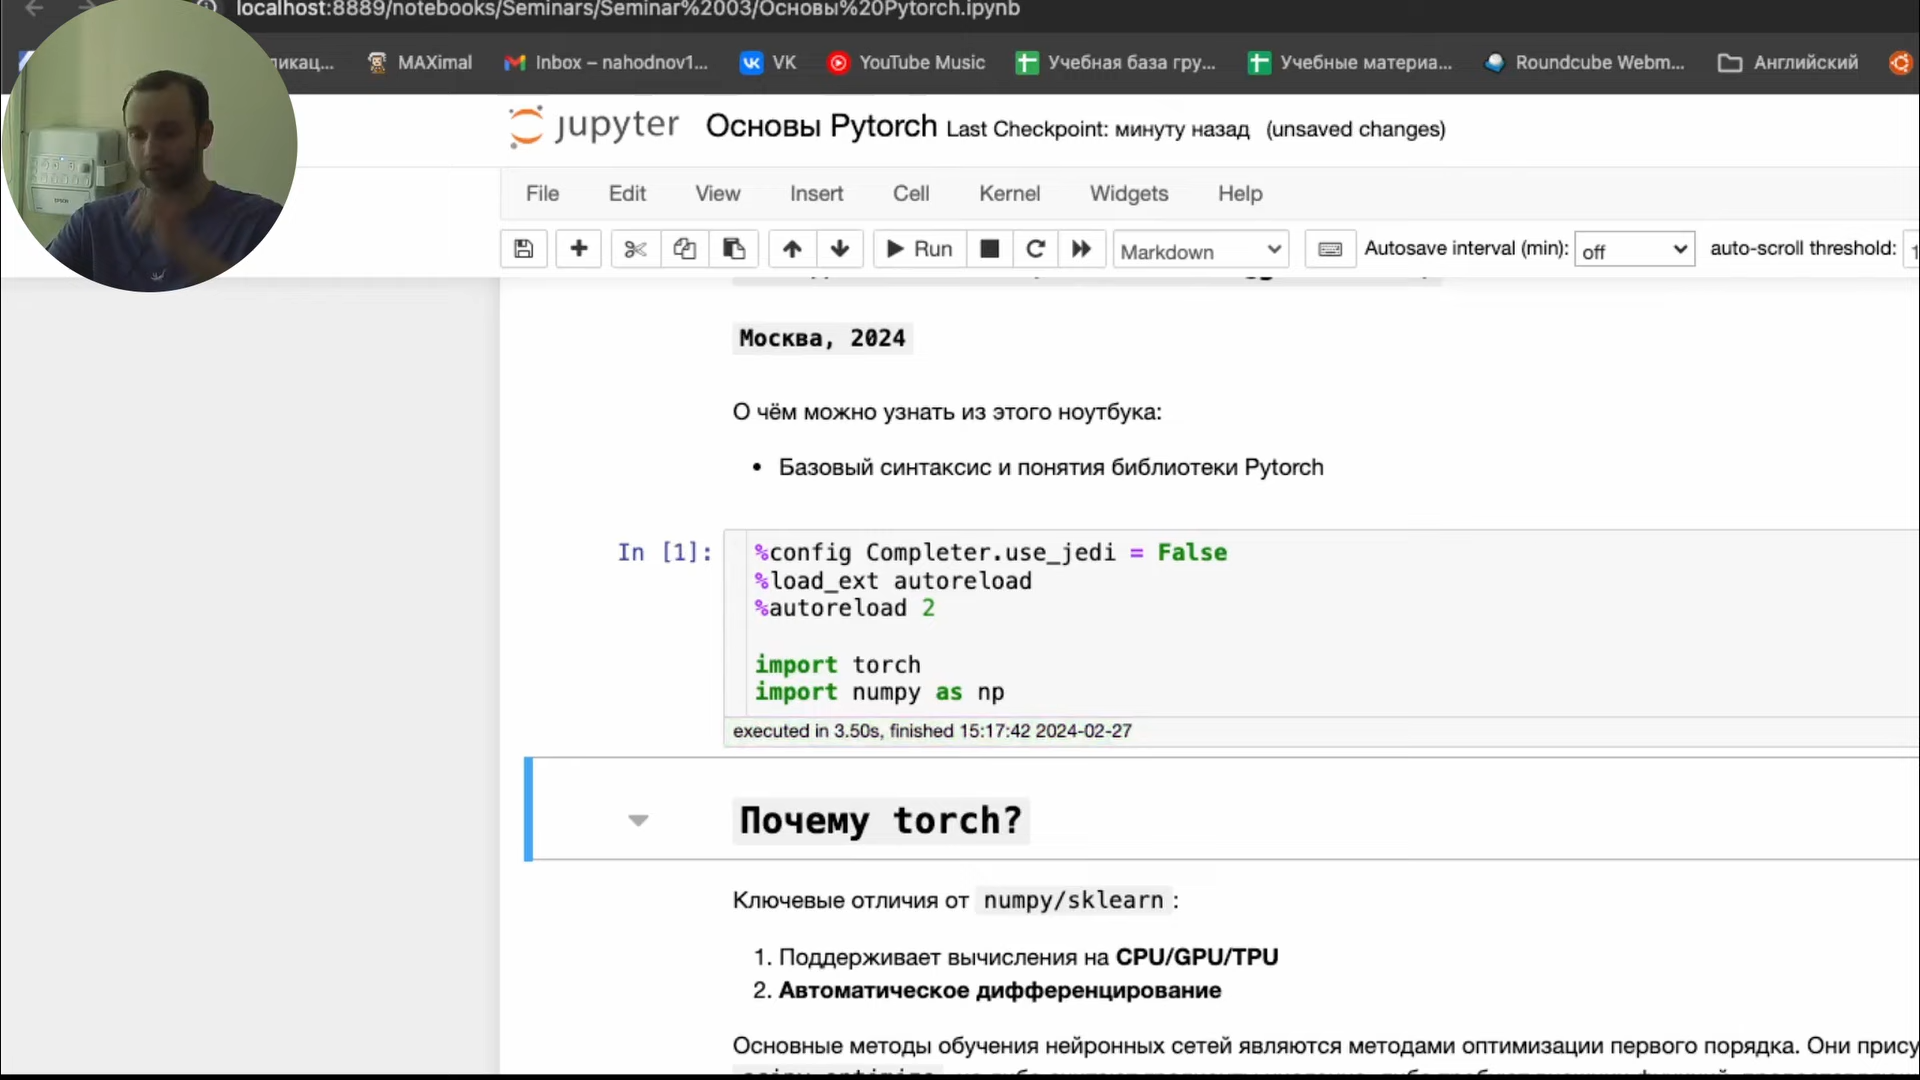 localhost:8889/notebooks/Seminars/Seminar%2003/Основы%20Pytorch.ipynb
ликац... MAXimal Inbox – nahodnov1... VK YouTube Music Учебная база гру... Учебные материа... Roundcube Webm... Английский
jupyter Основы Pytorch Last Checkpoint: минуту назад (unsaved changes)
File Edit View Insert Cell Kernel Widgets Help
Run Markdown Autosave interval (min): off auto-scroll threshold:
Москва, 2024
О чём можно узнать из этого ноутбука:
• Базовый синтаксис и понятия библиотеки Pytorch
In [1]: %config Completer.use_jedi = False
%load_ext autoreload
%autoreload 2
import torch
import numpy as np
executed in 3.50s, finished 15:17:42 2024-02-27
Почему torch?
Ключевые отличия от numpy/sklearn :
1. Поддерживает вычисления на CPU/GPU/TPU
2. Автоматическое дифференцирование
Основные методы обучения нейронных сетей являются методами оптимизации первого порядка. Они прису
EPSON